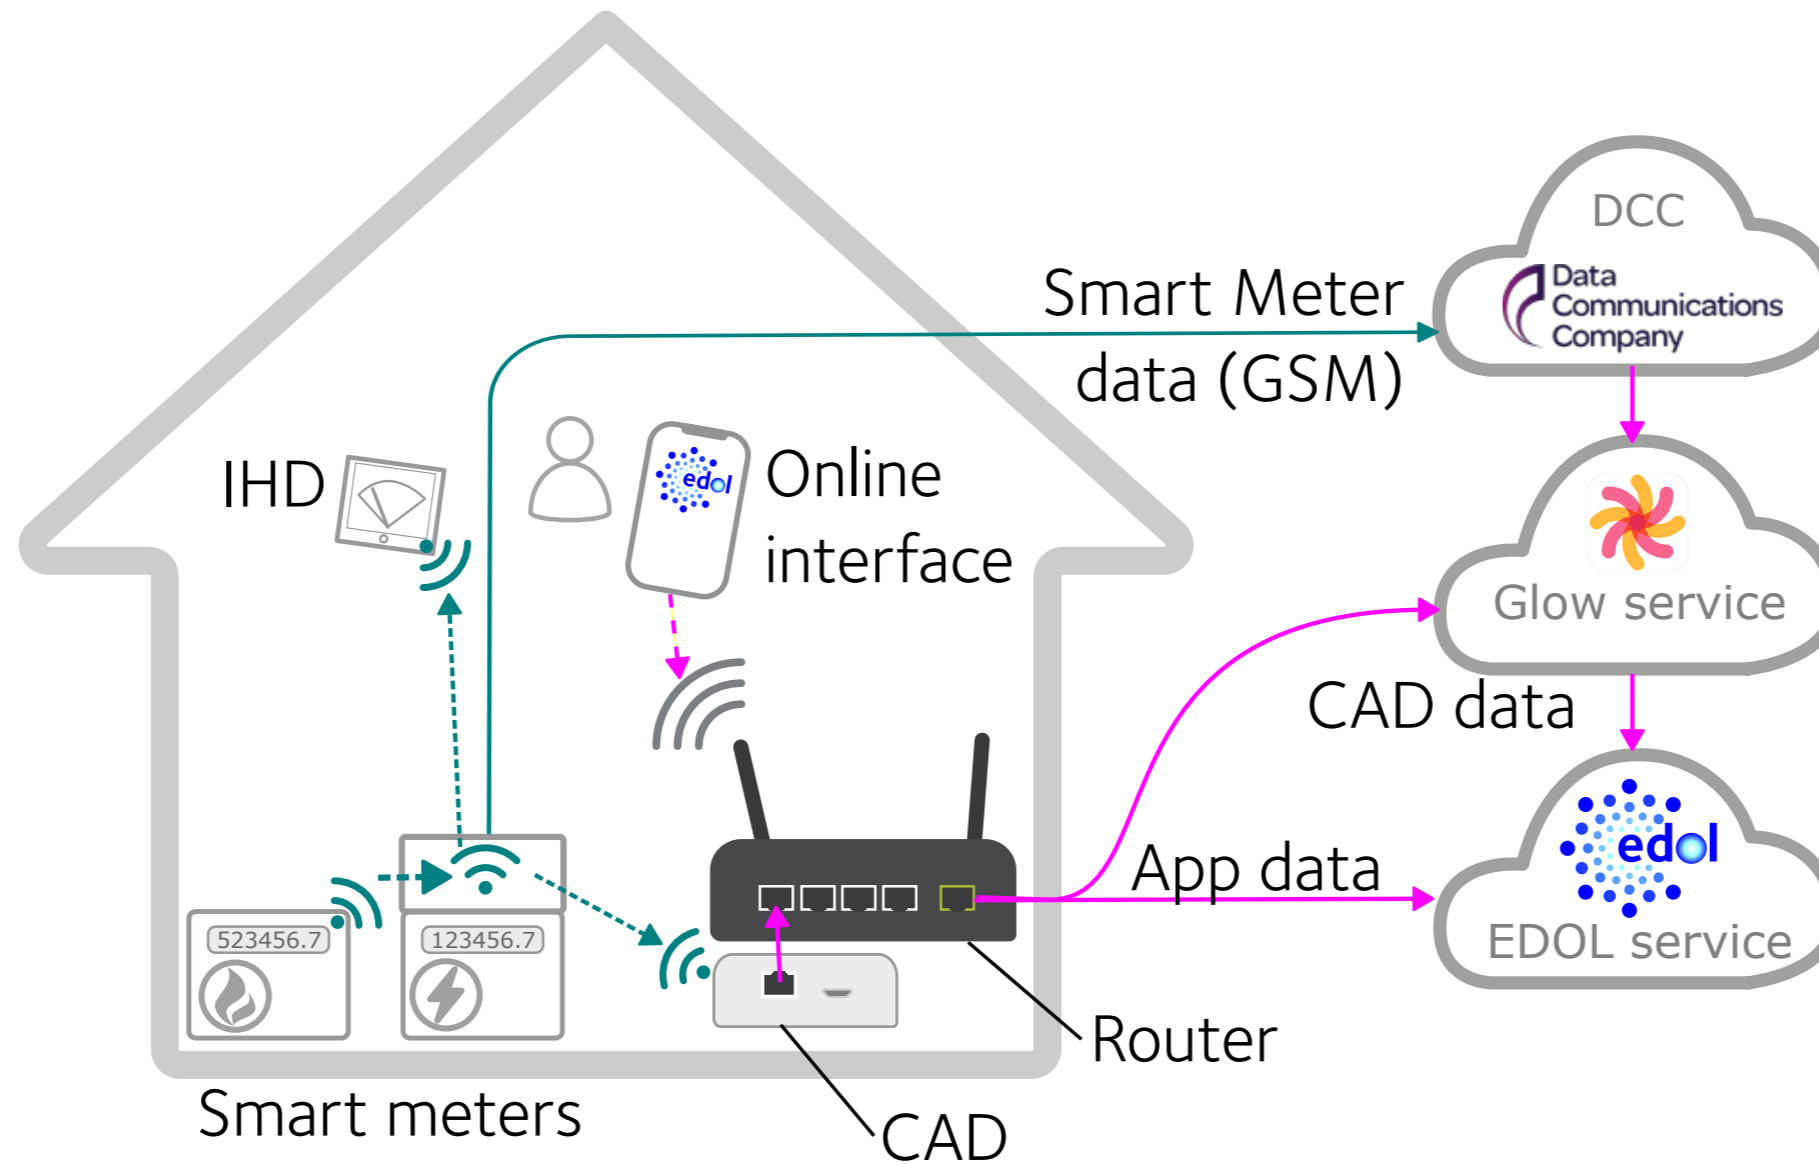 DCC
Data
Communications
Company
Smart Meter
data (GSM)
IHD
edol
Online
interface
Glow service
CAD data
edol
App data
EDOL service
523456.7
123456.7
Router
Smart meters
CAD